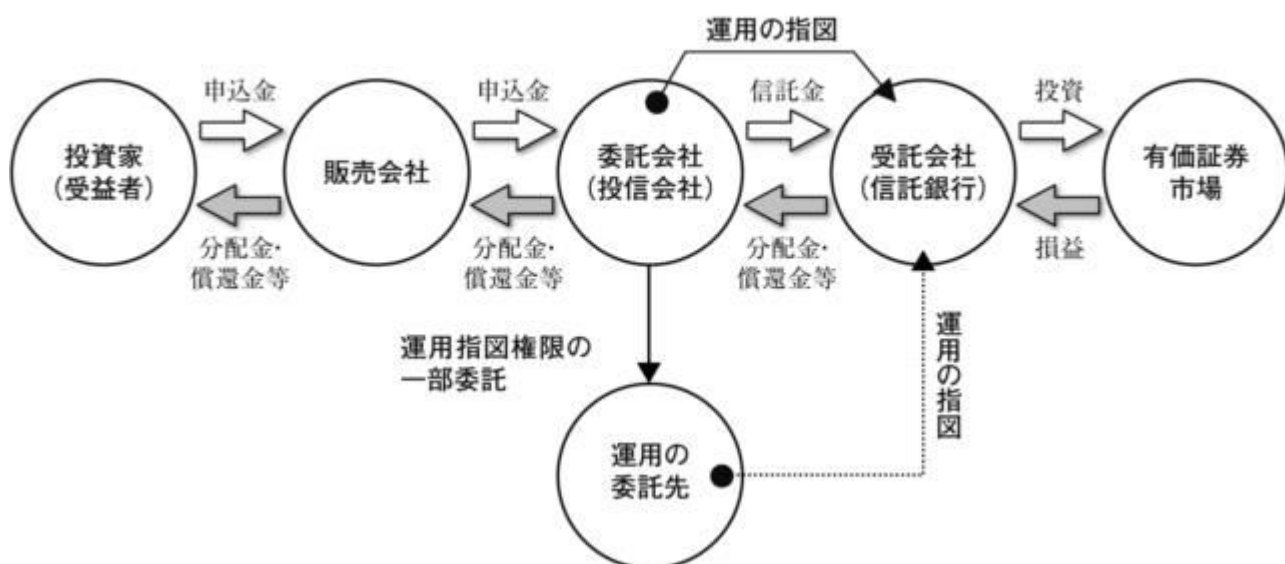 運用の指図
申込金
申込金
信託金
投資
投資家
(受益者)
販売会社
委託会社
(投信会社)
受託会社
(信託銀行)
有価証券
市場
分配金・
償還金等
分配金・
償還金等
分配金・
償還金等
損益
運用指図権限の
一部委託
運用の指図
運用の
委託先